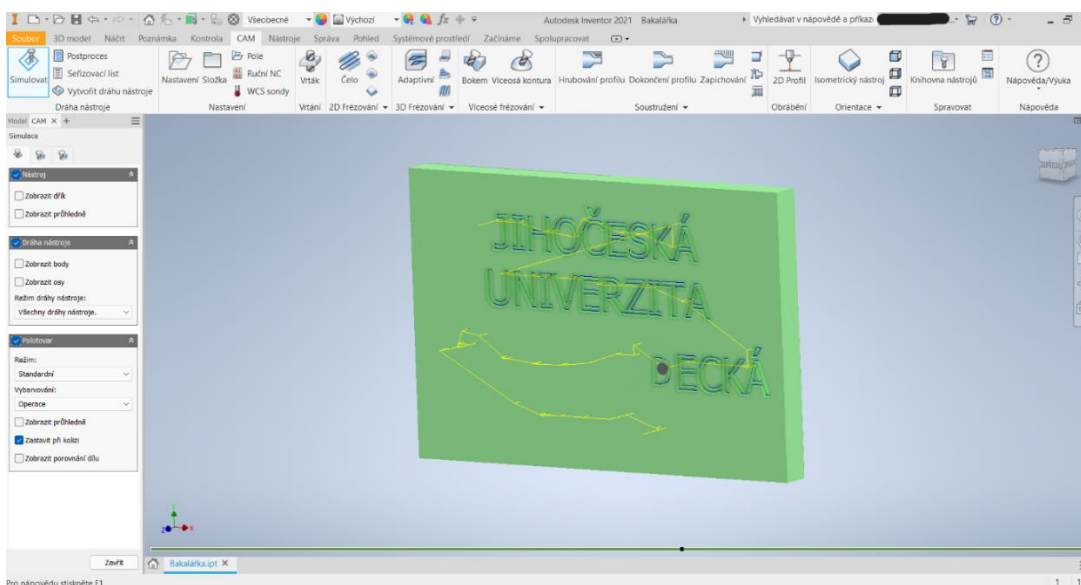 Všeobecné
Výchozí
Autodesk Inventor 2021 Bakalářka
Vyhledávat v nápovědě a příkaz
Soubor 3D model Náčrt Poznámka Kontrola CAM Nástroje Správa Pohled Systémové prostředí Začínáme Spolupracovat
Simulovat
Postproces
Seřizovací list
Vytvořit dráhu nástroje
Nastavení Složka
Pole
Ruční NC
WCS sondy
Vrták
Čelo
Adaptivní
Bokem Víceosá kontura
Hrubování profilu Dokončení profilu Zapichování
2D Profil
Isometrický nástroj
Knihovna nástrojů
Nápověda/Výuka
Dráha nástroje Nastavení Vrtání 2D Frézování 3D Frézování Víceosé frézování Soustružení Obrábění Orientace Spravovat Nápověda
Model CAM × +
Simulace
Nástroj
Zobrazit dřík
Zobrazit průhledně
Dráha nástroje
Zobrazit body
Zobrazit osy
Režim dráhy nástroje:
Všechny dráhy nástroje.
Polotovar
Režim:
Standardní
Vybarvování:
Operace
Zobrazit průhledně
Zastavit při kolizi
Zobrazit porovnání dílu
JIHOČESKÁ
UNIVERZITA
DECKÁ
Zavřít
Bakalářka.ipt ×
Pro nápovědu stiskněte F1
1